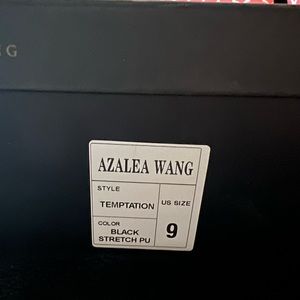 G
AZALEA WANG
STYLE
TEMPTATION
US SIZE
COLOR
BLACK
STRETCH PU
9